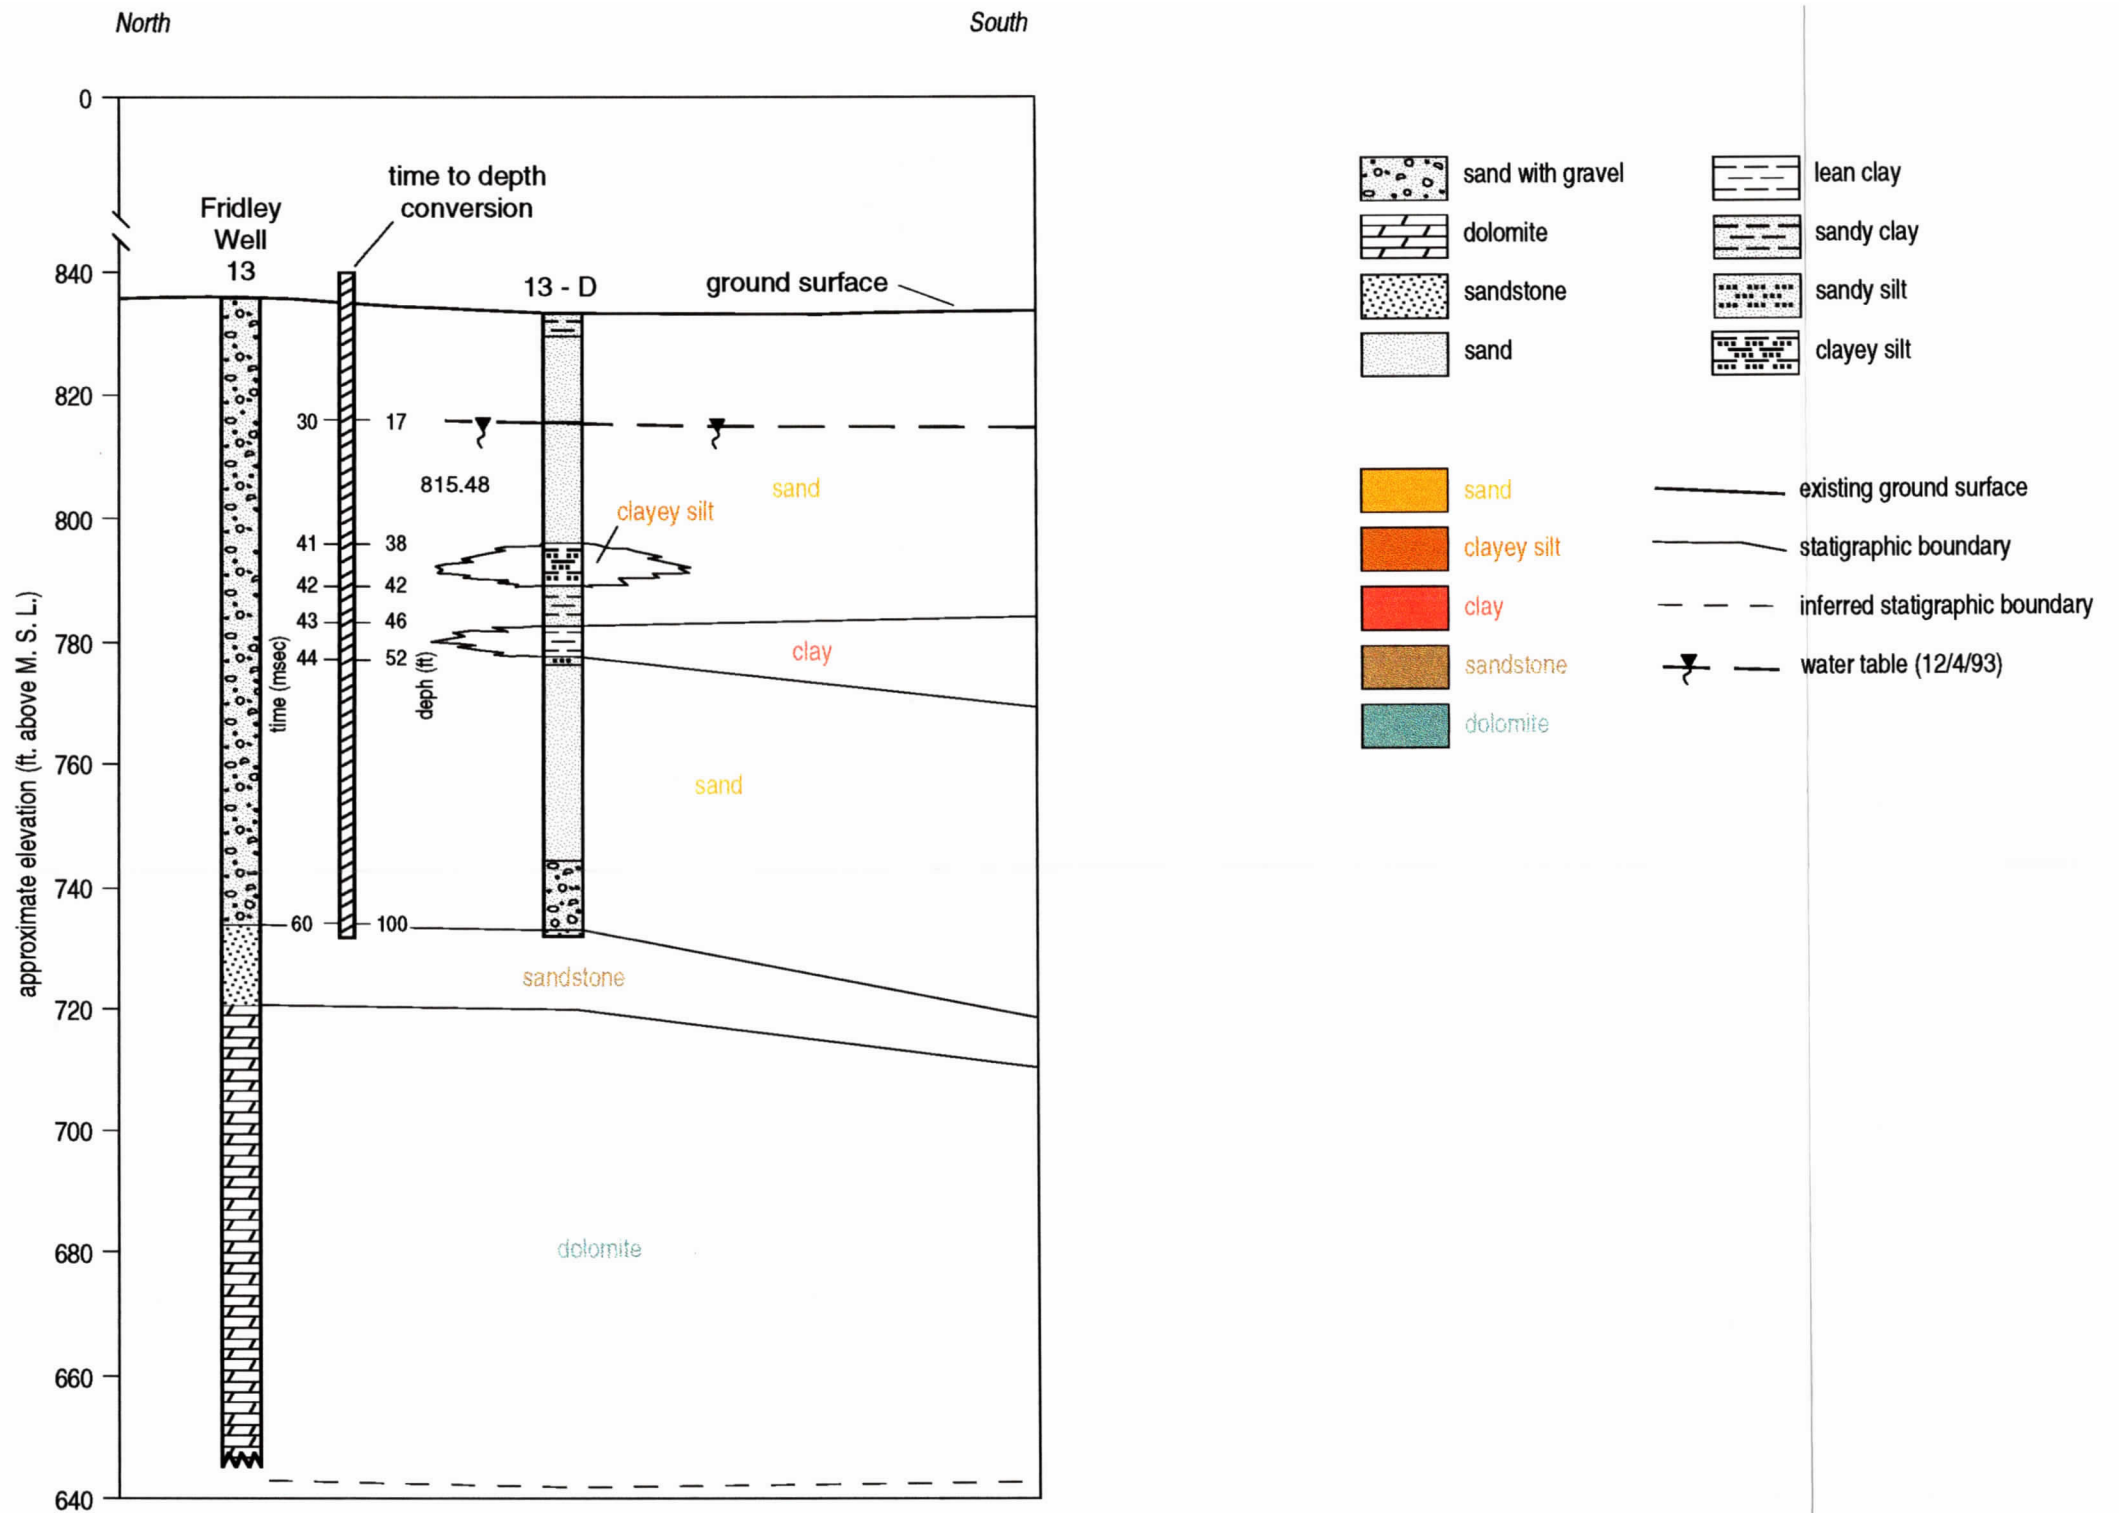 North
South
0
time to depth
conversion
Fridley
Well
13
840
13 - D
ground surface
820
30
17
815.48
sand
clayey silt
800
41
38
42
42
43
46
780
clay
44
52
time (msec)
deph (ft)
approximate elevation (ft. above M. S. L.)
760
sand
740
60
100
sandstone
720
700
680
dolomite
660
640
sand with gravel
lean clay
dolomite
sandy clay
sandstone
sandy silt
sand
clayey silt
sand
existing ground surface
clayey silt
statigraphic boundary
clay
inferred statigraphic boundary
sandstone
water table (12/4/93)
dolomite